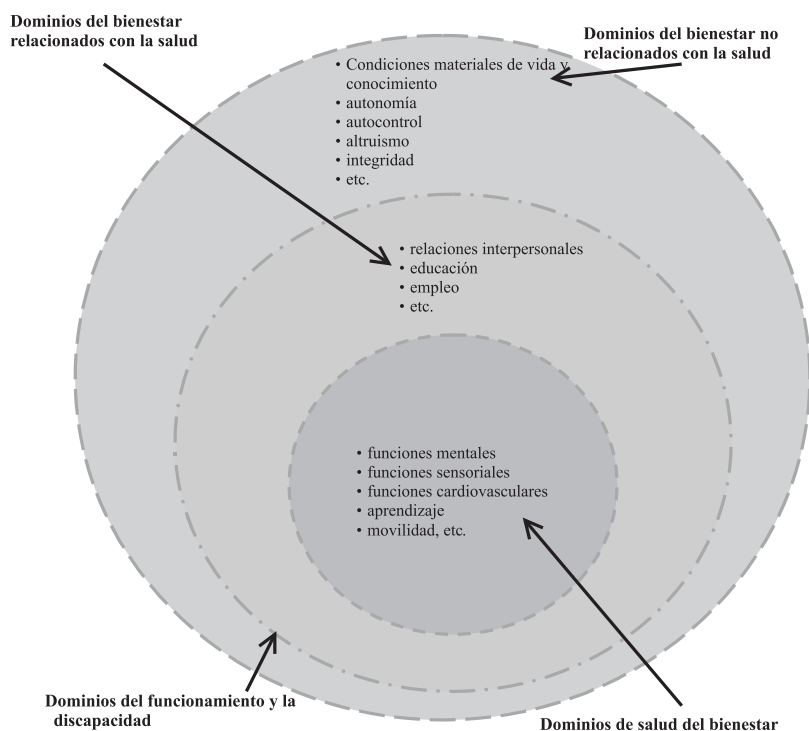 Dominios del bienestar
relacionados con la salud
Dominios del bienestar no
relacionados con la salud
• Condiciones materiales de vida y
conocimiento
• autonomía
• autocontrol
• altruismo
• integridad
• etc.
• relaciones interpersonales
• educación
• empleo
• etc.
• funciones mentales
• funciones sensoriales
• funciones cardiovasculares
• aprendizaje
• movilidad, etc.
Dominios del funcionamiento y la
discapacidad
Dominios de salud del bienestar